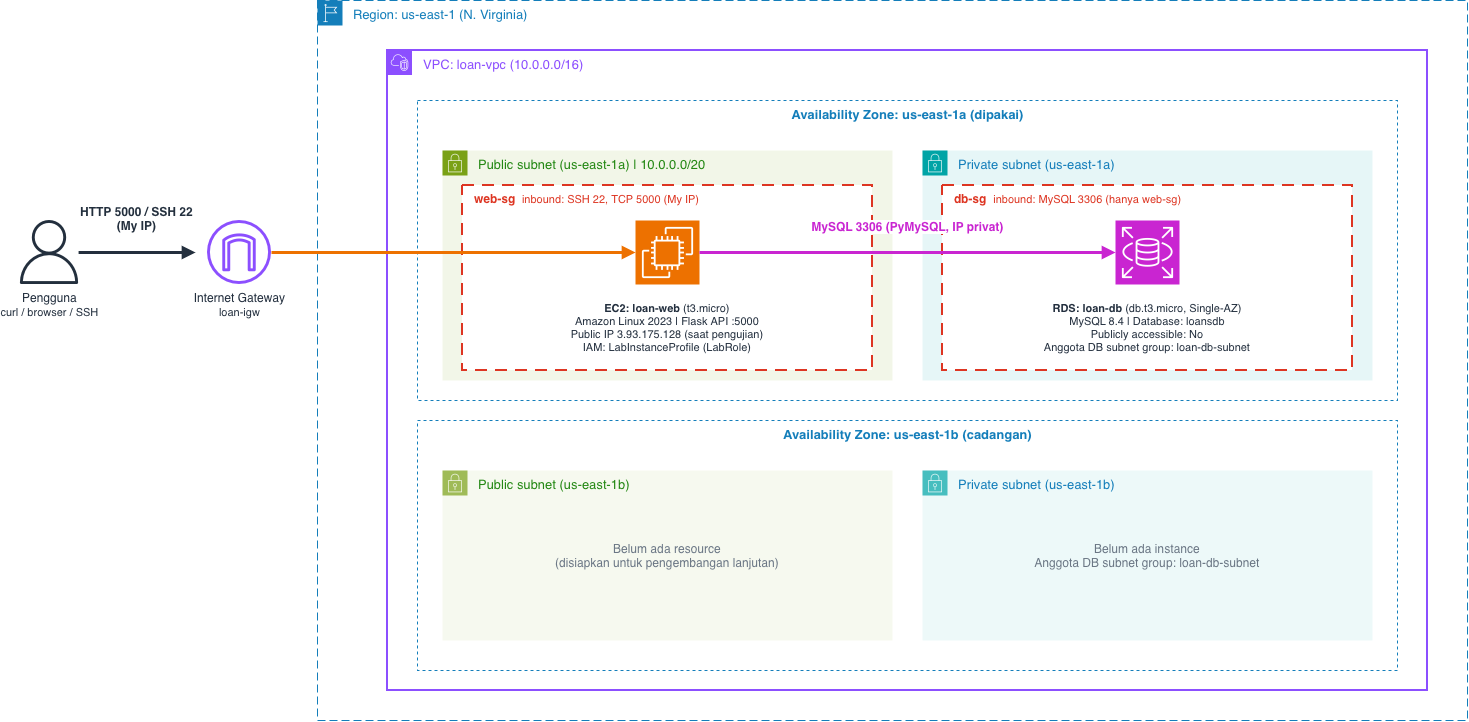 Region: us-east-1 (N. Virginia)
VPC: loan-vpc (10.0.0.0/16)
Availability Zone: us-east-1a (dipakai)
Public subnet (us-east-1a) | 10.0.0.0/20
Private subnet (us-east-1a)
web-sg inbound: SSH 22, TCP 5000 (My IP)
db-sg inbound: MySQL 3306 (hanya web-sg)
HTTP 5000 / SSH 22
(My IP)
MySQL 3306 (PyMySQL, IP privat)
Pengguna
curl / browser / SSH
Internet Gateway
loan-igw
EC2: loan-web (t3.micro)
Amazon Linux 2023 | Flask API :5000
Public IP 3.93.175.128 (saat pengujian)
IAM: LabInstanceProfile (LabRole)
RDS: loan-db (db.t3.micro, Single-AZ)
MySQL 8.4 | Database: loansdb
Publicly accessible: No
Anggota DB subnet group: loan-db-subnet
Availability Zone: us-east-1b (cadangan)
Public subnet (us-east-1b)
Private subnet (us-east-1b)
Belum ada resource
(disiapkan untuk pengembangan lanjutan)
Belum ada instance
Anggota DB subnet group: loan-db-subnet